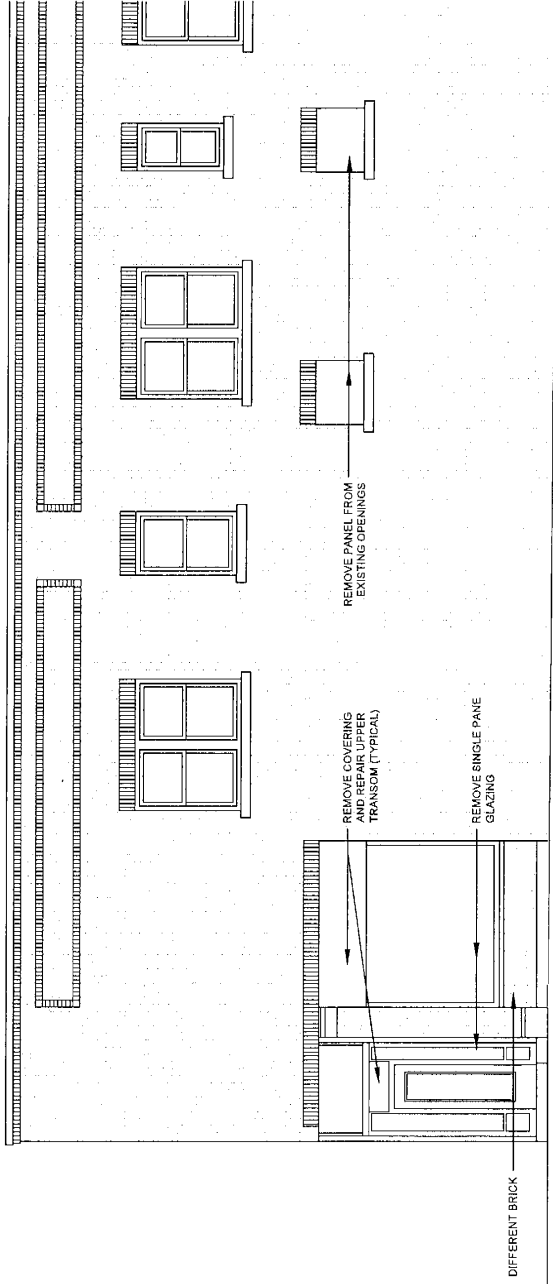 REMOVE PANEL FROM
EXISTING OPENINGS
REMOVE COVERING
AND REPAIR UPPER
TRANSOM (TYPICAL)
REMOVE SINGLE PANE
GLAZING
DIFFERENT BRICK